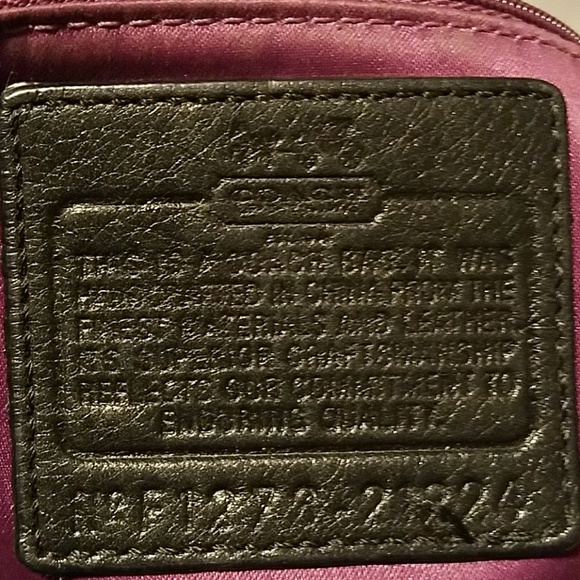 COACH
THIS IS A COACH BAG. IT WAS
HANDCRAFTED IN CHINA FROM THE
FINEST MATERIALS AND LEATHER.
ITS SUPERIOR CRAFTSMANSHIP
REFLECTS OUR COMMITMENT TO
ENDURING QUALITY.